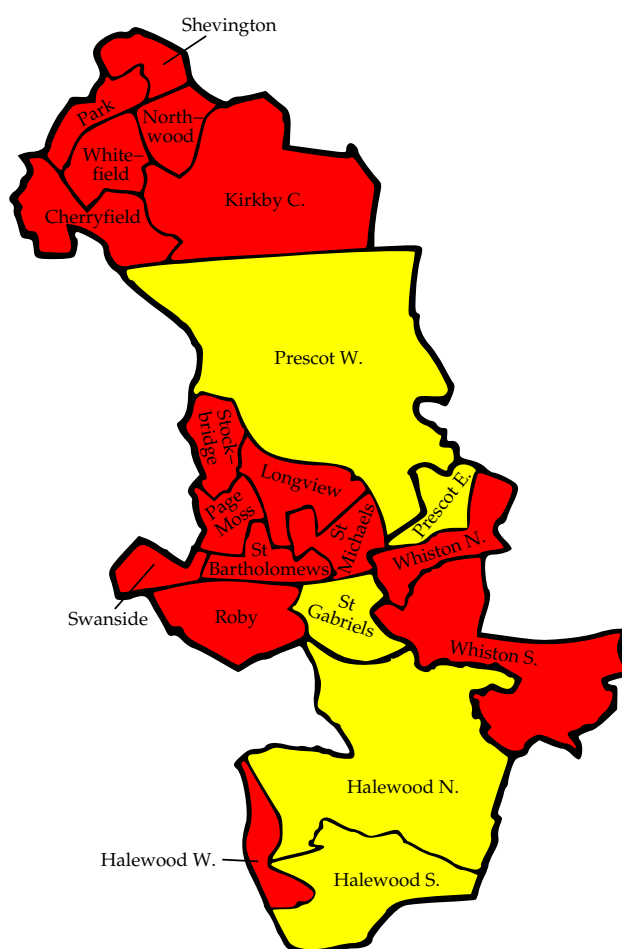 Shevington
Park
North–
wood
White–
field
Kirkby C.
Cherryfield
Prescot W.
Stock–
bridge
Longview
Prescot E.
Page
Moss
St
Michaels
Whiston N.
St
Bartholomews
Swanside
Roby
St
Gabriels
Whiston S.
Halewood N.
Halewood W.
Halewood S.